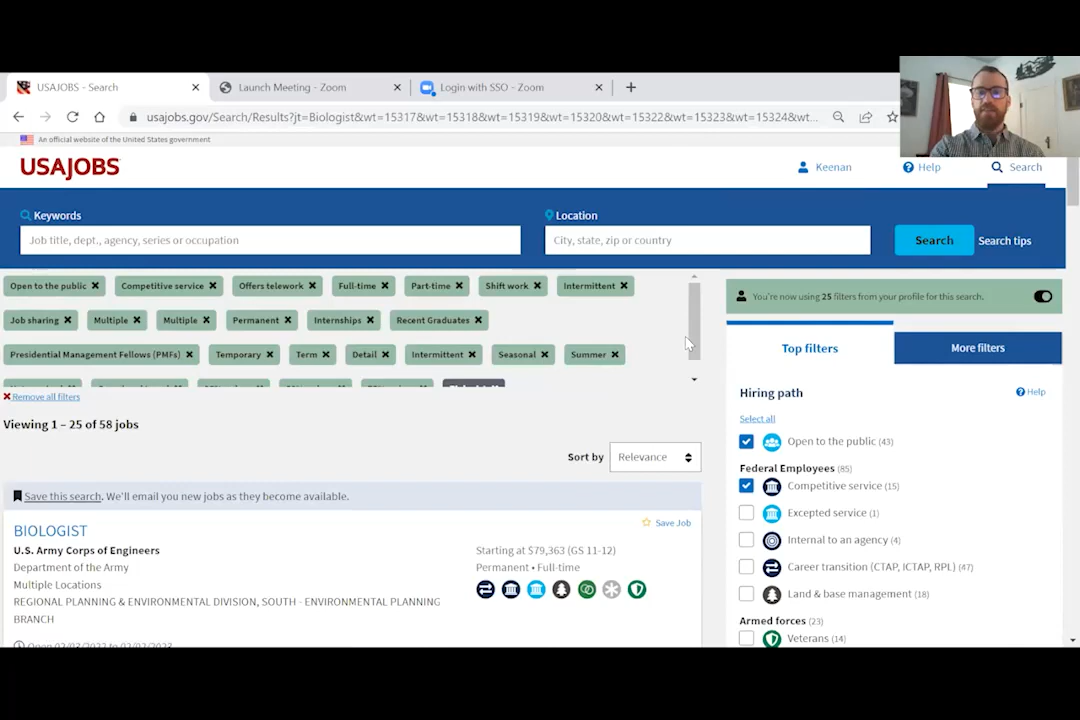 USAJOBS - Search
Launch Meeting - Zoom
Login with SSO - Zoom
usajobs.gov/Search/Results?jt=Biologist&wt=15317&wt=15318&wt=15319&wt=15320&wt=15322&wt=15323&wt=15324&wt...
An official website of the United States government
USAJOBS
Keenan
Help
Search
Keywords
Location
Job title, dept., agency, series or occupation
City, state, zip or country
Search
Search tips
Open to the public
Competitive service
Offers telework
Full-time
Part-time
Shift work
Intermittent
Job sharing
Multiple
Multiple
Permanent
Internships
Recent Graduates
Presidential Management Fellows (PMFs)
Temporary
Term
Detail
Intermittent
Seasonal
Summer
Remove all filters
Viewing 1 – 25 of 58 jobs
Sort by
Relevance
Save this search. We'll email you new jobs as they become available.
BIOLOGIST
Save Job
U.S. Army Corps of Engineers
Department of the Army
Multiple Locations
REGIONAL PLANNING & ENVIRONMENTAL DIVISION, SOUTH - ENVIRONMENTAL PLANNING
BRANCH
Starting at $79,363 (GS 11-12)
Permanent • Full-time
You're now using 25 filters from your profile for this search.
Top filters
More filters
Hiring path
Help
Select all
Open to the public (43)
Federal Employees (85)
Competitive service (15)
Excepted service (1)
Internal to an agency (4)
Career transition (CTAP, ICTAP, RPL) (47)
Land & base management (18)
Armed forces (23)
Veterans (14)